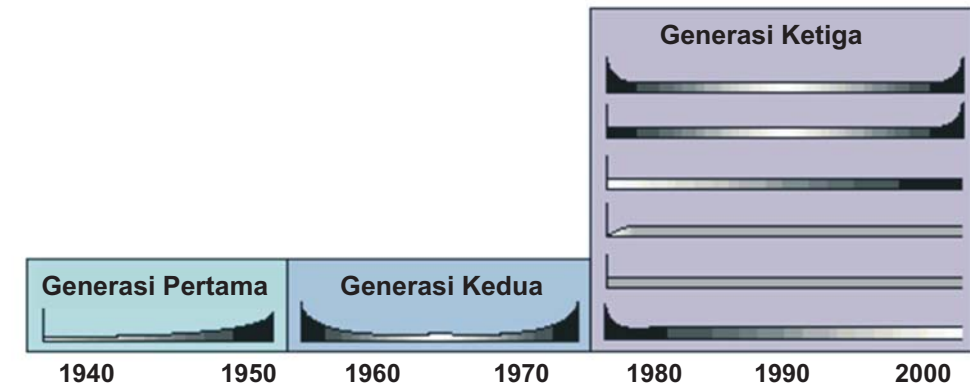 Generasi Ketiga
Generasi Pertama
Generasi Kedua
1940 1950 1960 1970 1980 1990 2000